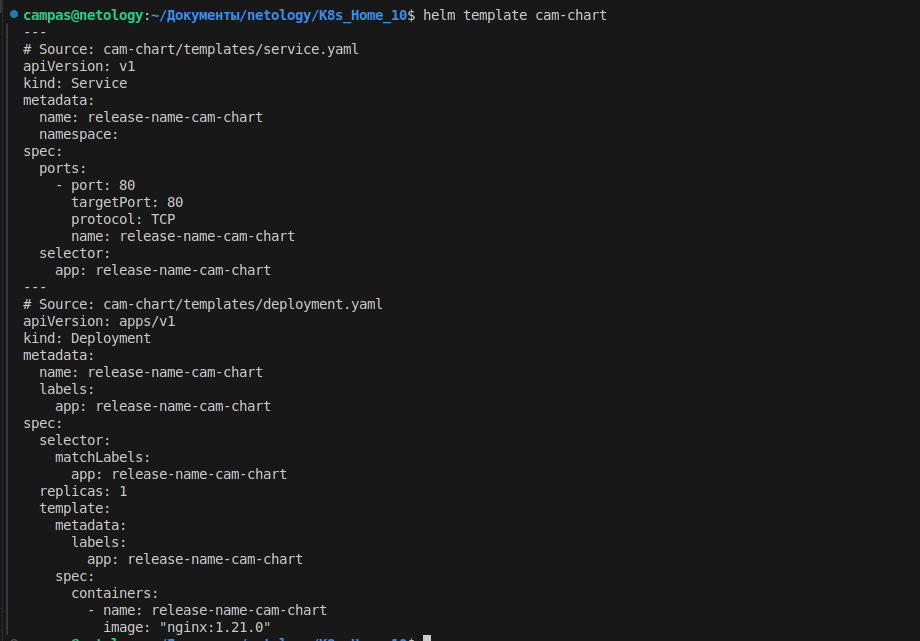 campas@netology:~/Документы/netology/K8s_Home_10$ helm template cam-chart
---
# Source: cam-chart/templates/service.yaml
apiVersion: v1
kind: Service
metadata:
  name: release-name-cam-chart
  namespace:
spec:
  ports:
    - port: 80
      targetPort: 80
      protocol: TCP
      name: release-name-cam-chart
  selector:
    app: release-name-cam-chart
---
# Source: cam-chart/templates/deployment.yaml
apiVersion: apps/v1
kind: Deployment
metadata:
  name: release-name-cam-chart
  labels:
    app: release-name-cam-chart
spec:
  selector:
    matchLabels:
      app: release-name-cam-chart
  replicas: 1
  template:
    metadata:
      labels:
        app: release-name-cam-chart
    spec:
      containers:
        - name: release-name-cam-chart
          image: "nginx:1.21.0"